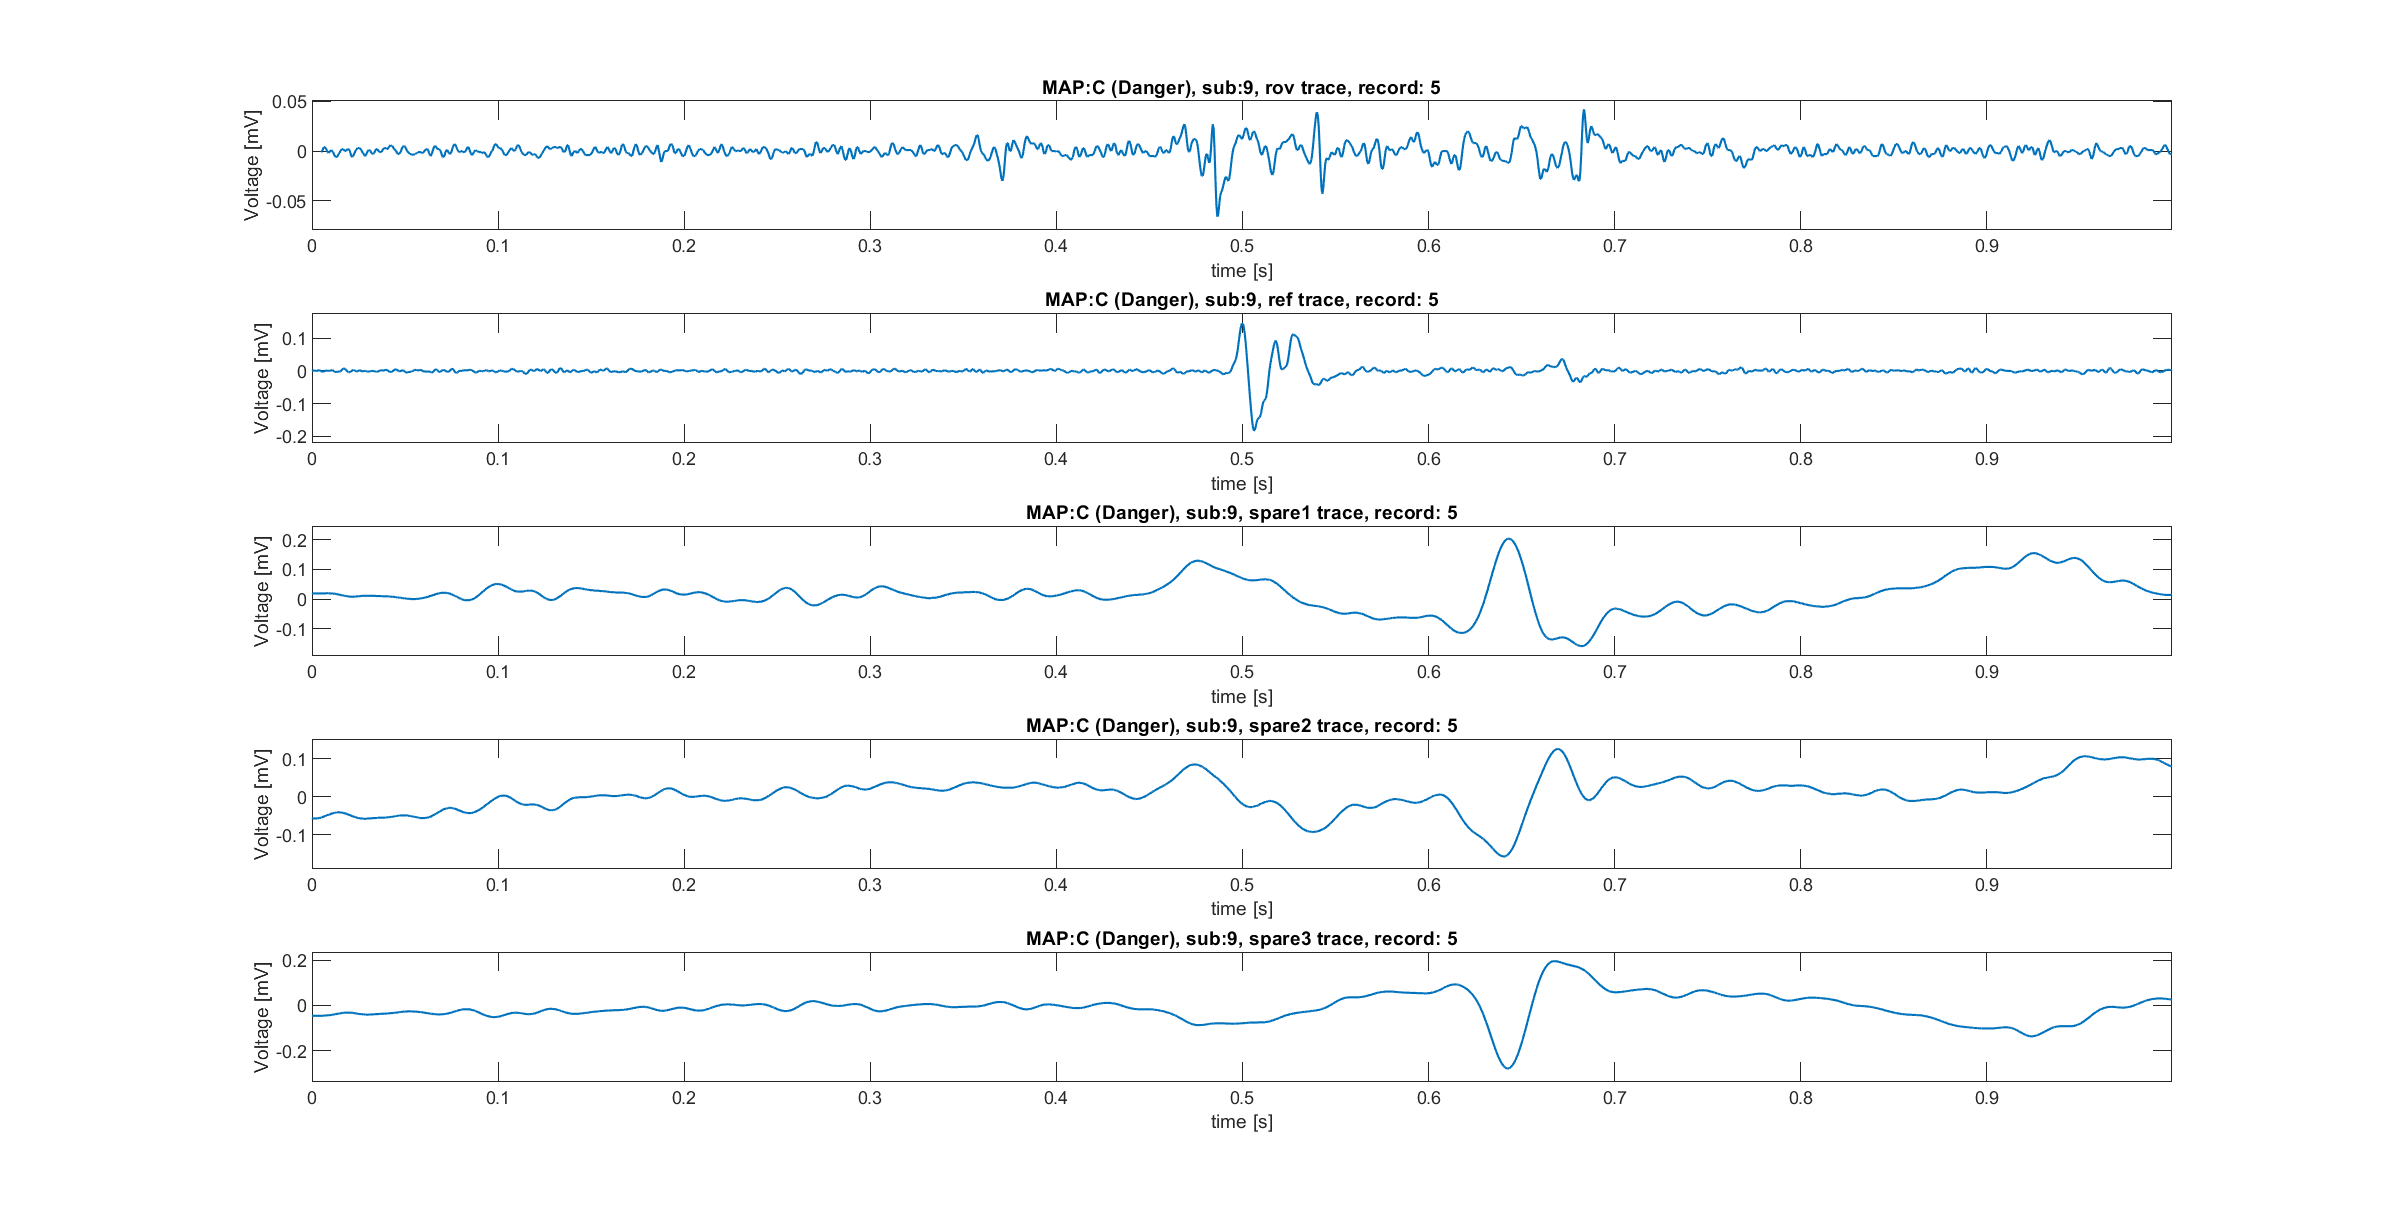 MAP:C (Danger), sub:9, rov trace, record: 5
Voltage [mV]
0.05
0
-0.05
0 0.1 0.2 0.3 0.4 0.5 0.6 0.7 0.8 0.9
time [s]
MAP:C (Danger), sub:9, ref trace, record: 5
Voltage [mV]
0.1
0
-0.1
-0.2
0 0.1 0.2 0.3 0.4 0.5 0.6 0.7 0.8 0.9
time [s]
MAP:C (Danger), sub:9, spare1 trace, record: 5
Voltage [mV]
0.2
0.1
0
-0.1
0 0.1 0.2 0.3 0.4 0.5 0.6 0.7 0.8 0.9
time [s]
MAP:C (Danger), sub:9, spare2 trace, record: 5
Voltage [mV]
0.1
0
-0.1
0 0.1 0.2 0.3 0.4 0.5 0.6 0.7 0.8 0.9
time [s]
MAP:C (Danger), sub:9, spare3 trace, record: 5
Voltage [mV]
0.2
0
-0.2
0 0.1 0.2 0.3 0.4 0.5 0.6 0.7 0.8 0.9
time [s]